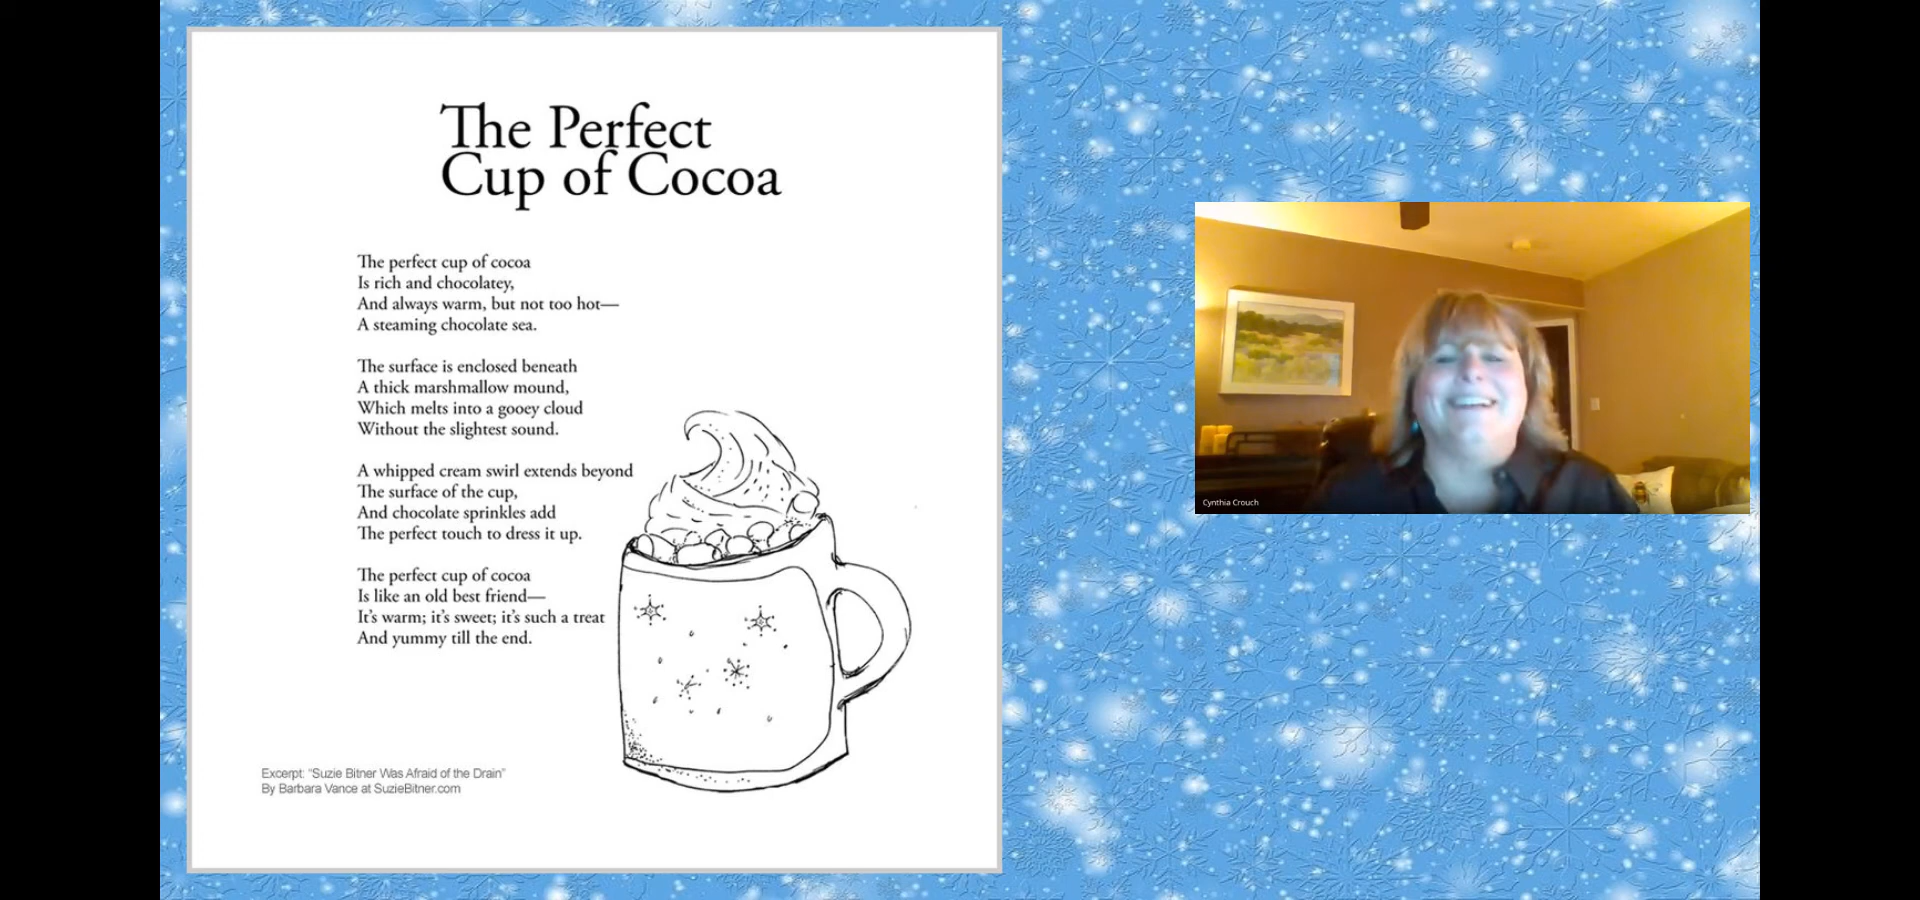 The Perfect
Cup of Cocoa
The perfect cup of cocoa
Is rich and chocolatey,
And always warm, but not too hot—
A steaming chocolate sea.
The surface is enclosed beneath
A thick marshmallow mound,
Which melts into a gooey cloud
Without the slightest sound.
A whipped cream swirl extends beyond
The surface of the cup,
And chocolate sprinkles add
The perfect touch to dress it up.
The perfect cup of cocoa
Is like an old best friend—
It's warm; it's sweet; it's such a treat
And yummy till the end.
Excerpt: "Suzie Bitner Was Afraid of the Drain"
By Barbara Vance at SuzieBitner.com
Cynthia Crouch